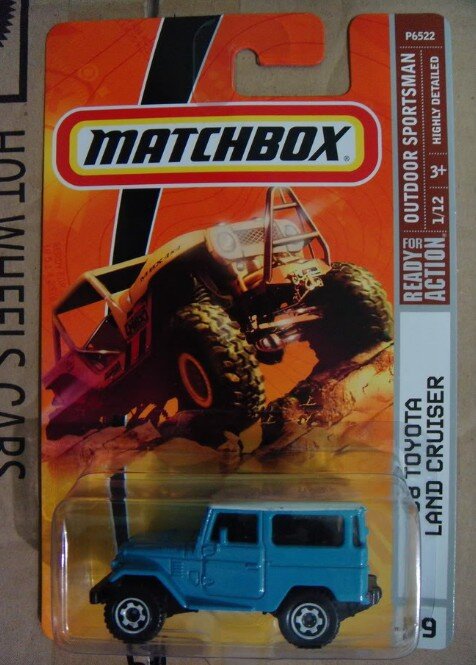 P6522
MATCHBOX
®
OUTDOOR SPORTSMAN
1/12 3+ HIGHLY DETAILED
READY FOR
ACTION
TOYOTA
LAND CRUISER
9
HOT WHEELS CARS